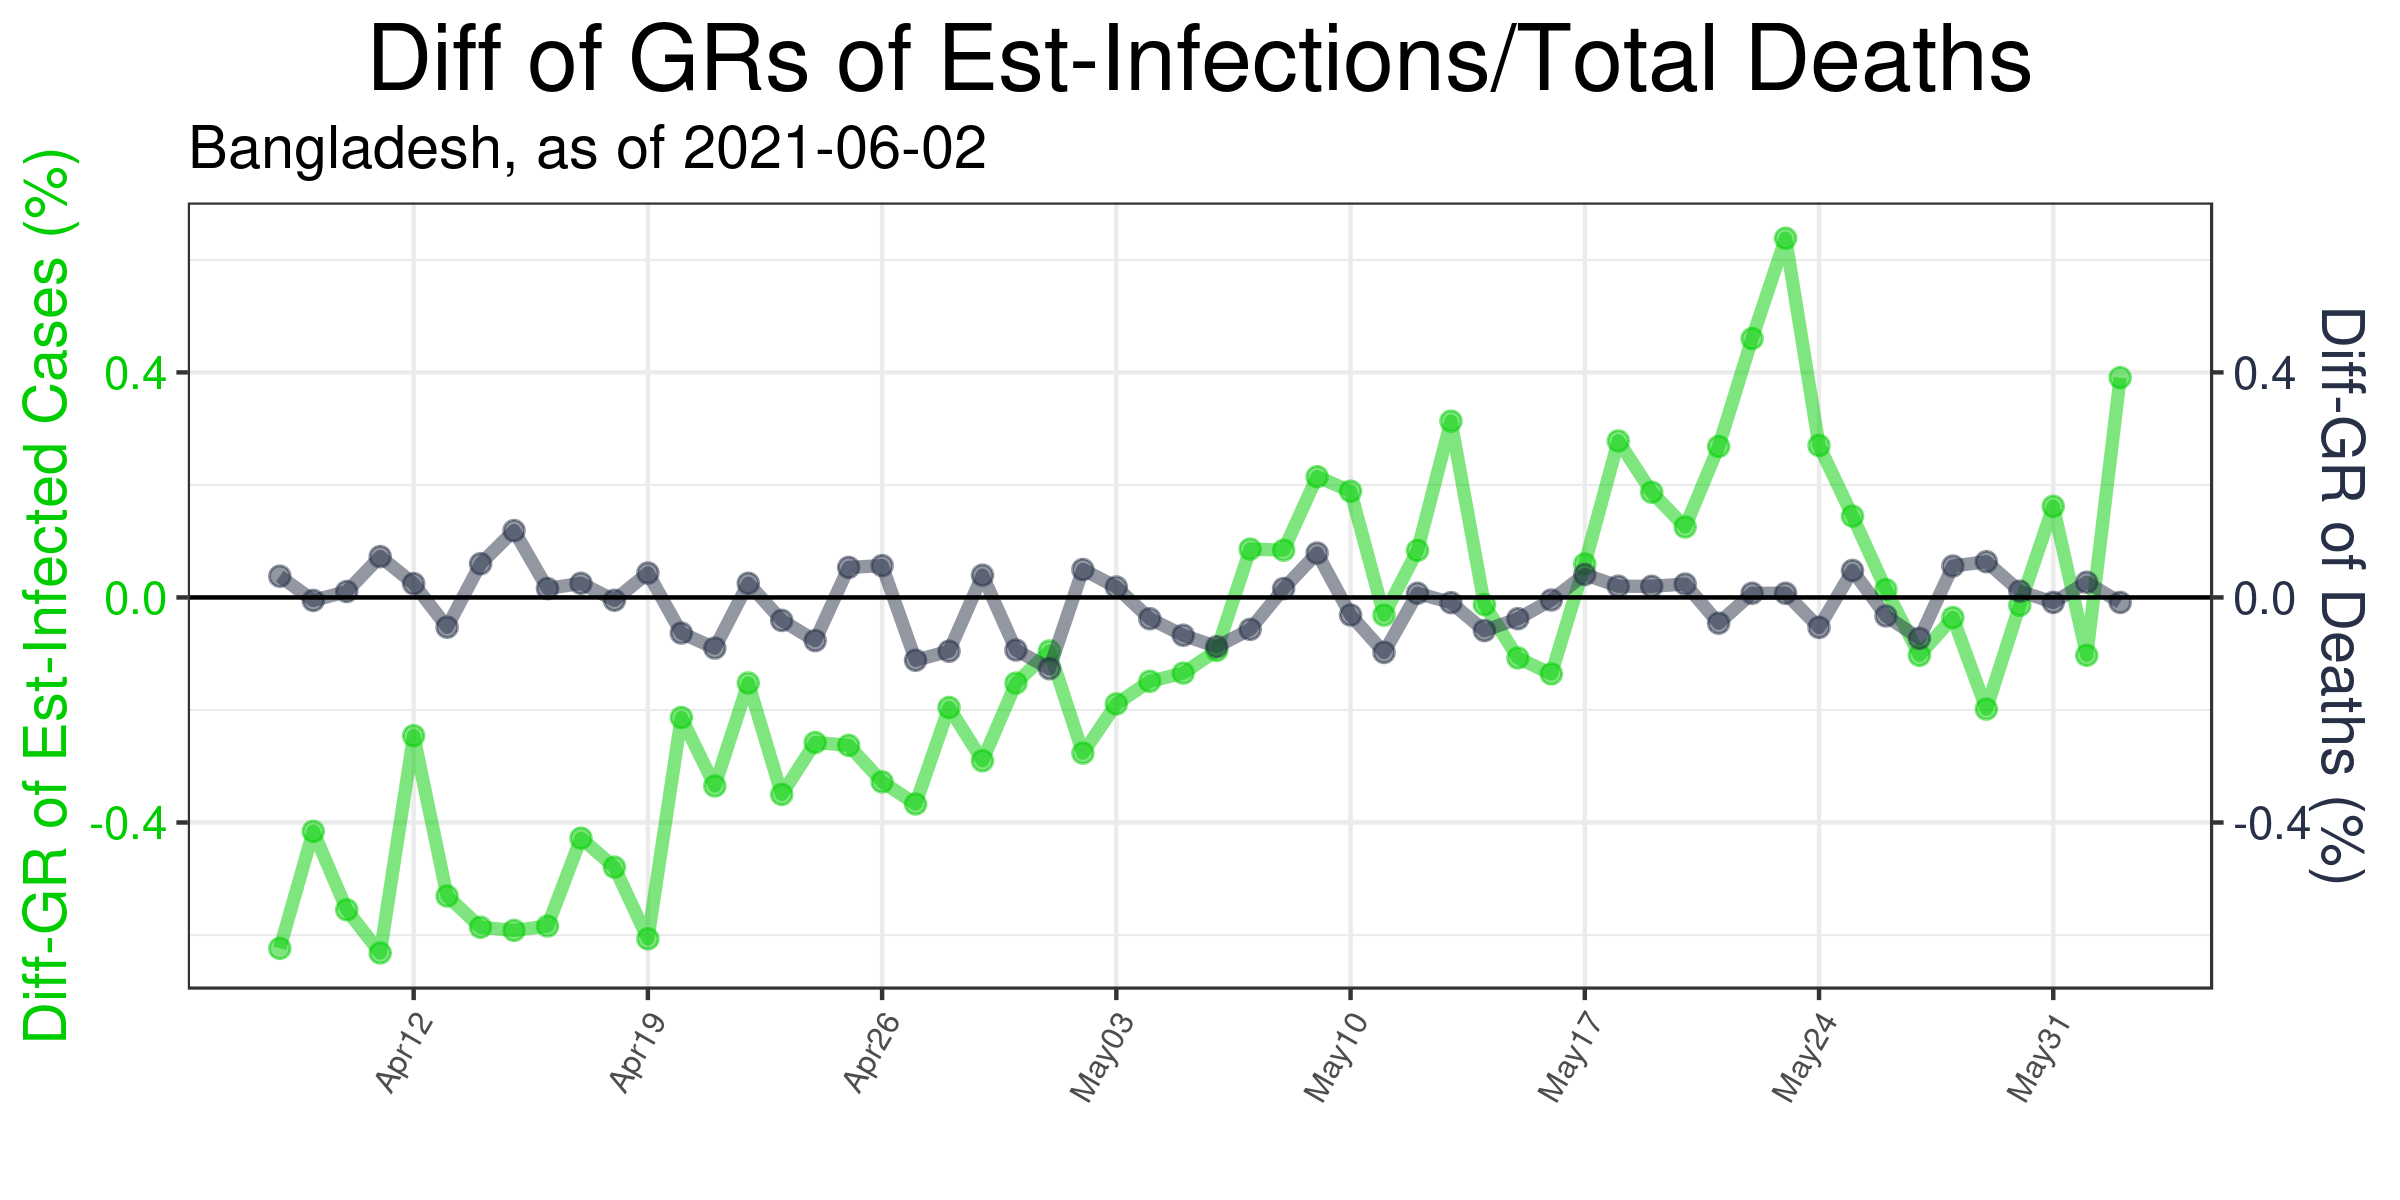 Diff of GRs of Est-Infections/Total Deaths
Bangladesh, as of 2021-06-02
Diff-GR of Est-Infected Cases (%)
0.4
0.0
-0.4
0.4
0.0
-0.4
Diff-GR of Deaths (%)
Apr12
Apr19
Apr26
May03
May10
May17
May24
May31